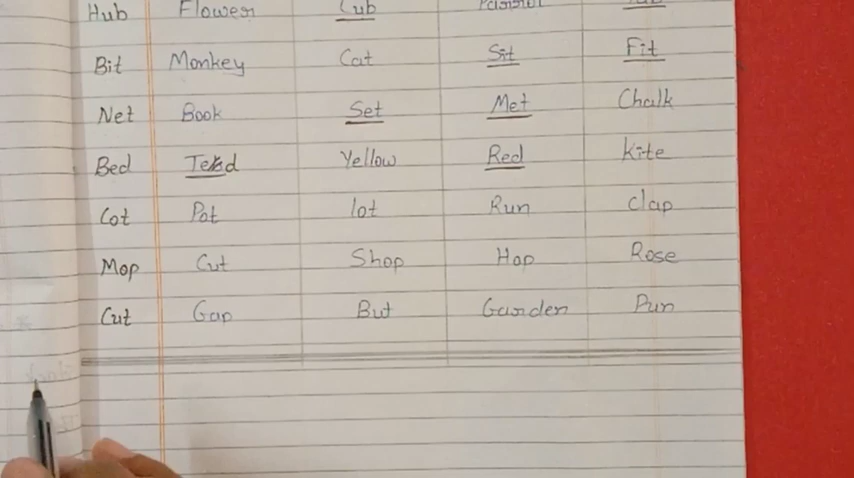 Hub Flower Cub
Bit Monkey Cat Sit Fit
Net Book Set Met Chalk
Bed Ted Yellow Red Kite
Cot Pot lot Run clap
Mop Cut Shop Hop Rose
Cut Gap But Garden Pun